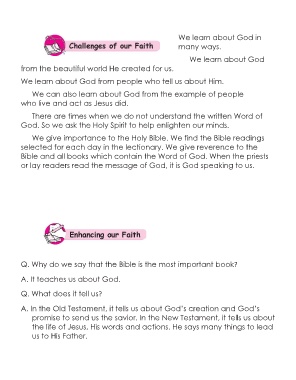 Challenges of our Faith
We learn about God in
many ways.
We learn about God
from the beautiful world He created for us.
We learn about God from people who tell us about Him.
We can also learn about God from the example of people
who live and act as Jesus did.
There are times when we do not understand the written Word of
God. So we ask the Holy Spirit to help enlighten our minds.
We give importance to the Holy Bible. We find the Bible readings
selected for each day in the lectionary. We give reverence to the
Bible and all books which contain the Word of God. When the priests
or lay readers read the message of God, it is God speaking to us.
Enhancing our Faith
Q. Why do we say that the Bible is the most important book?
A. It teaches us about God.
Q. What does it tell us?
A. In the Old Testament, it tells us about God's creation and God's
promise to send us the savior. In the New Testament, it tells us about
the life of Jesus, His words and actions. He says many things to lead
us to His Father.